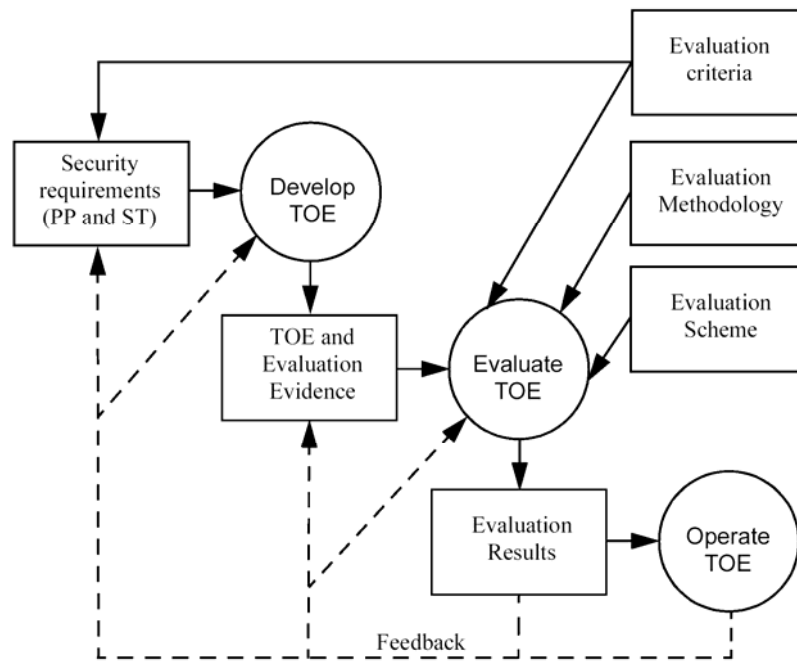 Evaluation
criteria
Security
requirements
(PP and ST)
Develop
TOE
Evaluation
Methodology
Evaluation
Scheme
TOE and
Evaluation
Evidence
Evaluate
TOE
Evaluation
Results
Operate
TOE
Feedback